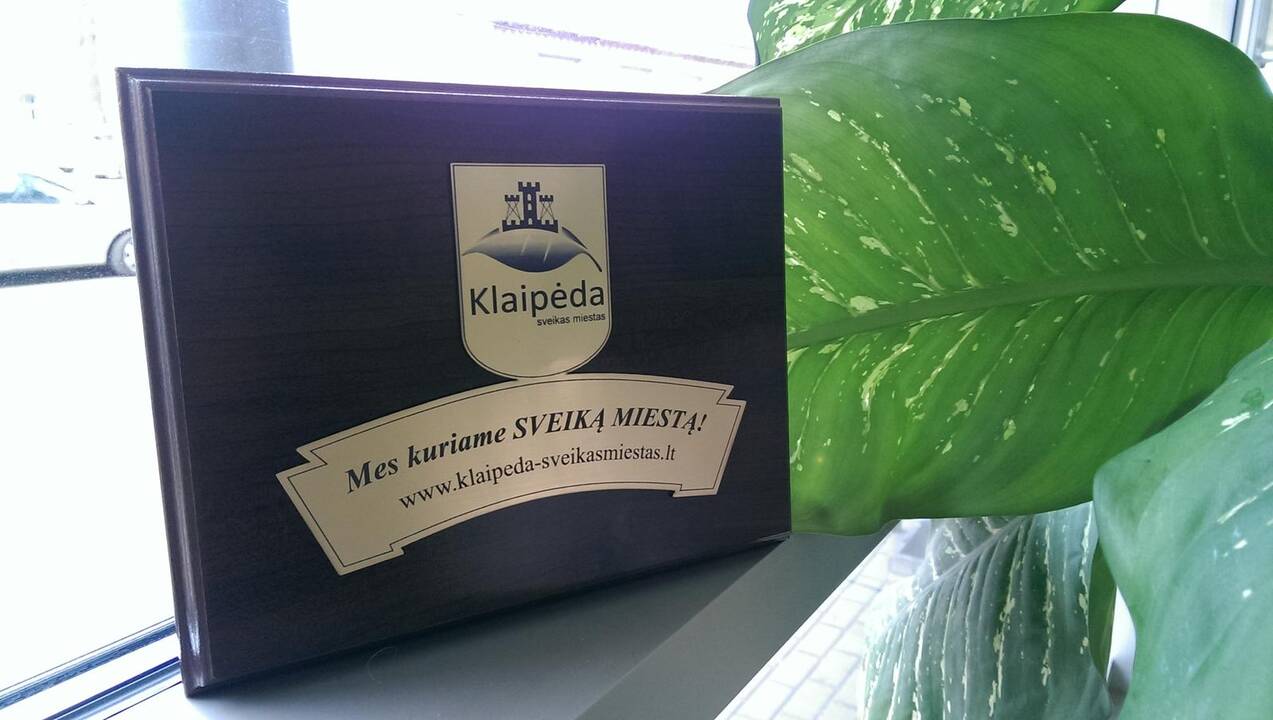 Klaipėda
sveikas miestas
Mes kuriame SVEIKĄ MIESTĄ!
www.klaipeda-sveikasmiestas.lt